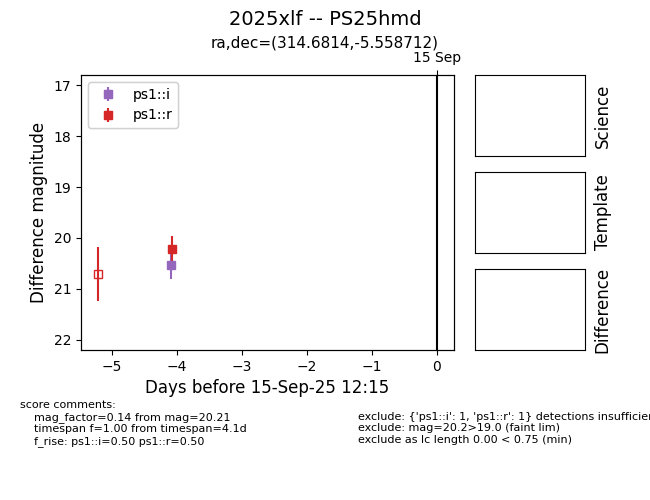 2025xlf -- PS25hmd
ra,dec=(314.6814,-5.558712)
15 Sep
ps1::i
ps1::r
17
18
19
20
21
22
Difference magnitude
−5
−4
−3
−2
−1
0
Days before 15-Sep-25 12:15
Science
Template
Difference
score comments:
mag_factor=0.14 from mag=20.21
timespan f=1.00 from timespan=4.1d
f_rise: ps1::i=0.50 ps1::r=0.50
exclude: {'ps1::i': 1, 'ps1::r': 1} detections insufficie
exclude: mag=20.2>19.0 (faint lim)
exclude as lc length 0.00 < 0.75 (min)